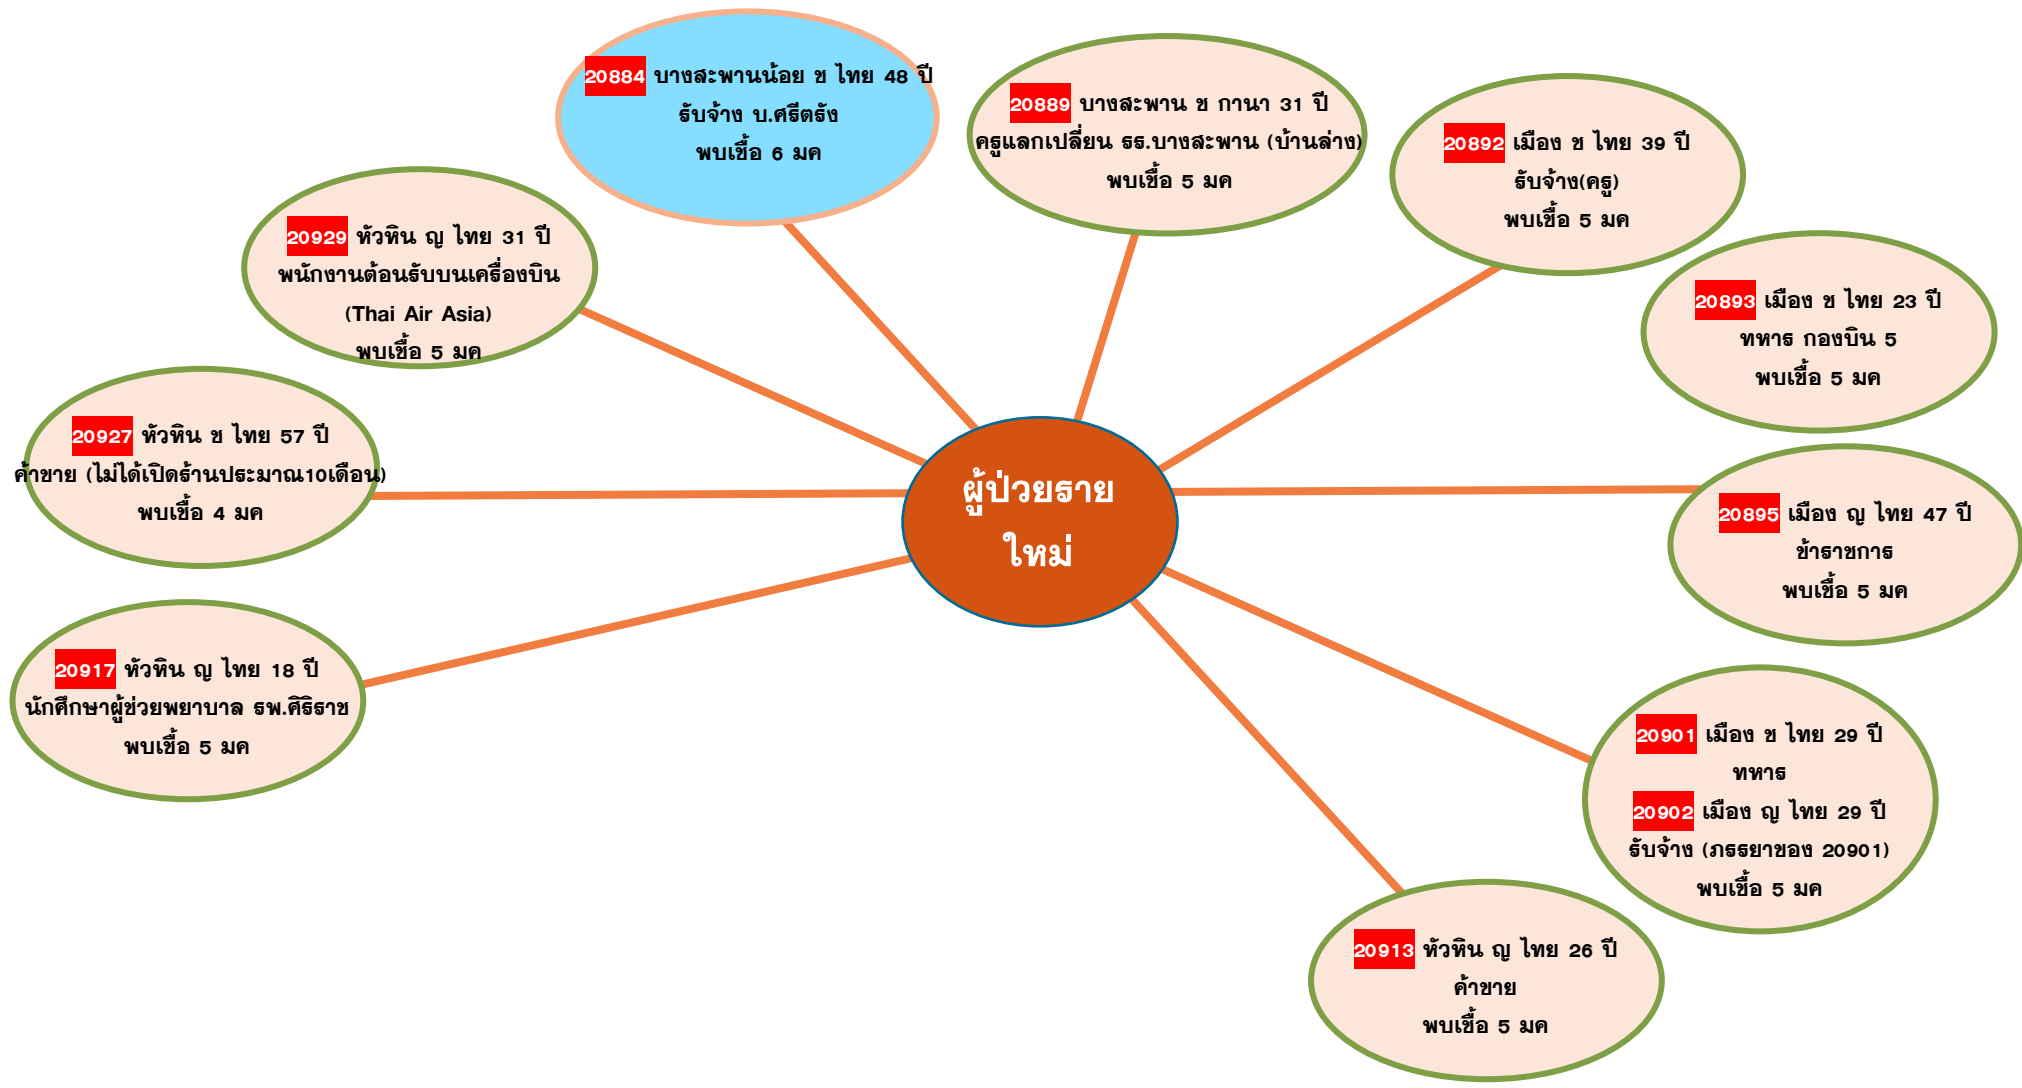 20884 บางสะพานน้อย ช ไทย 48 ปี
รับจ้าง บ.ศรีตรัง
พบเชื้อ 6 มค
20889 บางสะพาน ช กานา 31 ปี
ครูแลกเปลี่ยน รร.บางสะพาน (บ้านล่าง)
พบเชื้อ 5 มค
20892 เมือง ช ไทย 39 ปี
รับจ้าง(ครู)
พบเชื้อ 5 มค
20929 หัวหิน ญ ไทย 31 ปี
พนักงานต้อนรับบนเครื่องบิน
(Thai Air Asia)
พบเชื้อ 5 มค
20893 เมือง ช ไทย 23 ปี
ทหาร กองบิน 5
พบเชื้อ 5 มค
20927 หัวหิน ช ไทย 57 ปี
ค้าขาย (ไม่ได้เปิดร้านประมาณ10เดือน)
พบเชื้อ 4 มค
ผู้ป่วยราย
ใหม่
20895 เมือง ญ ไทย 47 ปี
ข้าราชการ
พบเชื้อ 5 มค
20917 หัวหิน ญ ไทย 18 ปี
นักศึกษาผู้ช่วยพยาบาล รพ.ศิริราช
พบเชื้อ 5 มค
20901 เมือง ช ไทย 29 ปี
ทหาร
20902 เมือง ญ ไทย 29 ปี
รับจ้าง (ภรรยาของ 20901)
พบเชื้อ 5 มค
20913 หัวหิน ญ ไทย 26 ปี
ค้าขาย
พบเชื้อ 5 มค